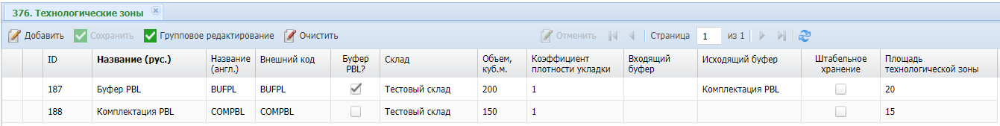 376. Технологические зоны
Добавить Сохранить Групповое редактирование Очистить Отменить Страница 1 из 1
ID Название (рус.) Название (англ.) Внешний код Буфер PBL? Склад Объем, куб.м. Коэффициент плотности укладки Входящий буфер Исходящий буфер Штабельное хранение Площадь технологической зоны
187 Буфер PBL BUFPL BUFPL Тестовый склад 200 1 Комплектация PBL 20
188 Комплектация PBL COMPBL COMPBL Тестовый склад 150 1 15